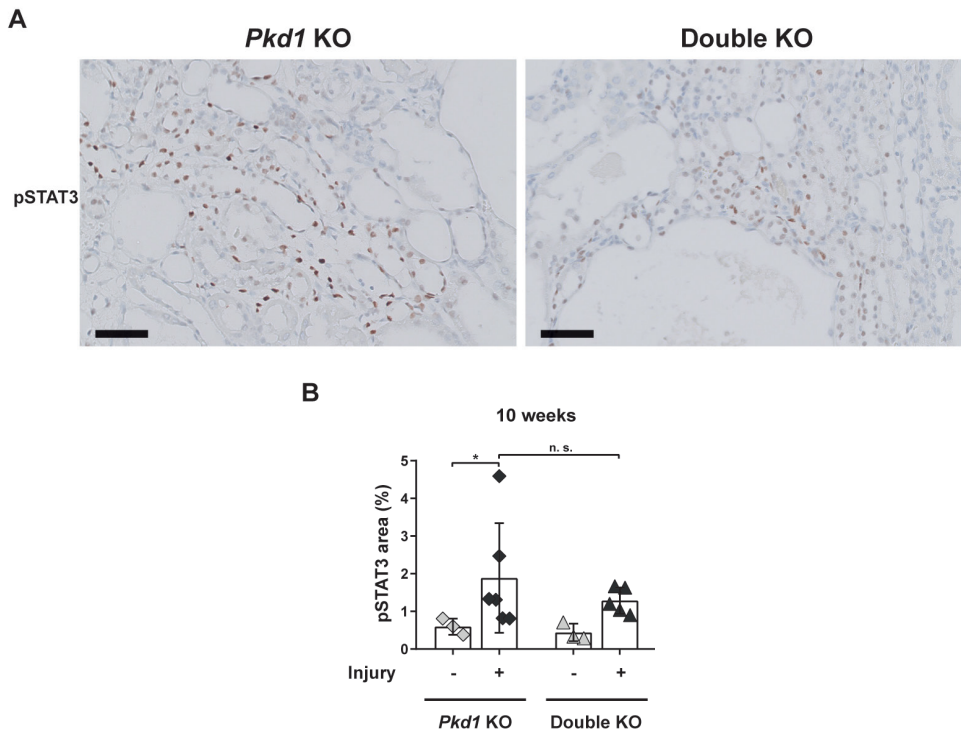 A
Pkd1 KO Double KO
pSTAT3
B
10 weeks
* n. s.
pSTAT3 area (%)
5
4
3
2
1
0
Injury - + - +
Pkd1 KO Double KO